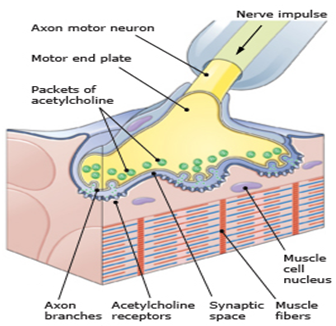 Nerve impulse
Axon motor neuron
Motor end plate
Packets of
acetylcholine
Muscle
cell
nucleus
Axon
branches
Acetylcholine
receptors
Synaptic
space
Muscle
fibers